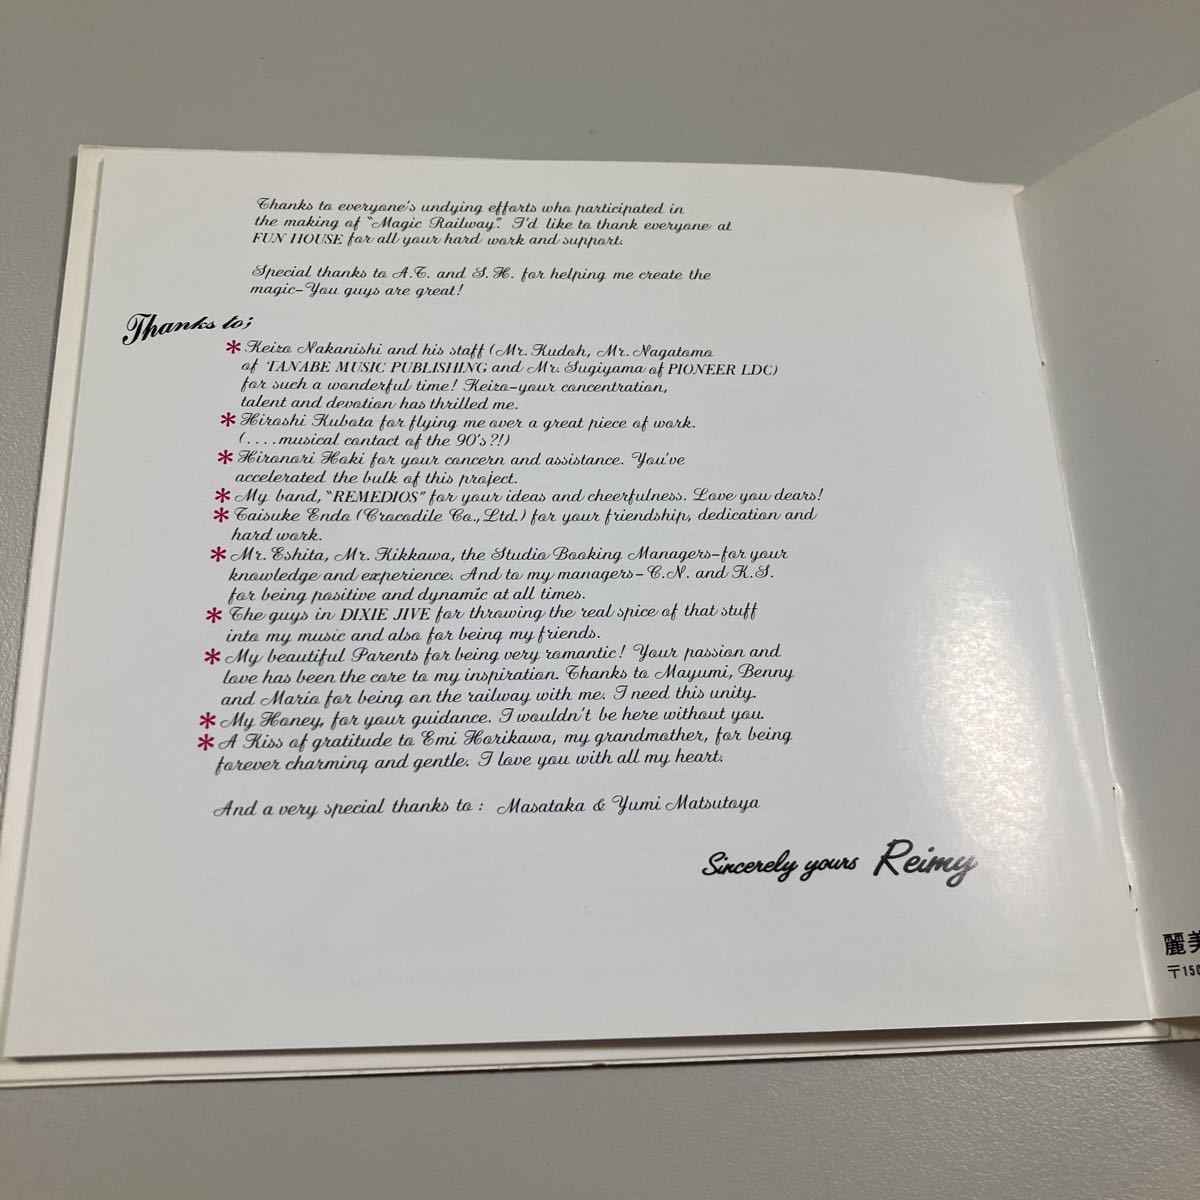 Thanks to everyone's undying efforts who participated in
the making of "Magic Railway." I'd like to thank everyone at
FUN HOUSE for all your hard work and support.
Special thanks to A.T. and S.H. for helping me create the
magic-You guys are great!
Thanks to;
* Keizo Nakanishi and his staff (Mr. Kudoh, Mr. Nagatomo
of TANABE MUSIC PUBLISHING and Mr. Sugiyama of PIONEER LDC)
for such a wonderful time! Keizo-your concentration,
talent and devotion has thrilled me.
* Hiroshi Kubota for flying me over a great piece of work.
(....musical contact of the 90's?!)
* Hironori Hoki for your concern and assistance. You've
accelerated the bulk of this project.
* My band, "REMEDIOS" for your ideas and cheerfulness. Love you dears!
* Taisuke Endo (Crocodile Co., Ltd.) for your friendship, dedication and
hard work.
* Mr. Eshita, Mr. Kikkawa, the Studio Booking Managers-for your
knowledge and experience. And to my managers-C.N. and K.S.
for being positive and dynamic at all times.
* The guys in DIXIE JIVE for throwing the real spice of that stuff
into my music and also for being my friends.
* My beautiful Parents for being very romantic! Your passion and
love has been the core to my inspiration. Thanks to Mayumi, Benny
and Mario for being on the railway with me. I need this unity.
* My Honey, for your guidance. I wouldn't be here without you.
* A Kiss of gratitude to Emi Horikawa, my grandmother, for being
forever charming and gentle. I love you with all my heart.
And a very special thanks to : Masataka & Yumi Matsutoya
Sincerely yours Reimy
麗美
〒150